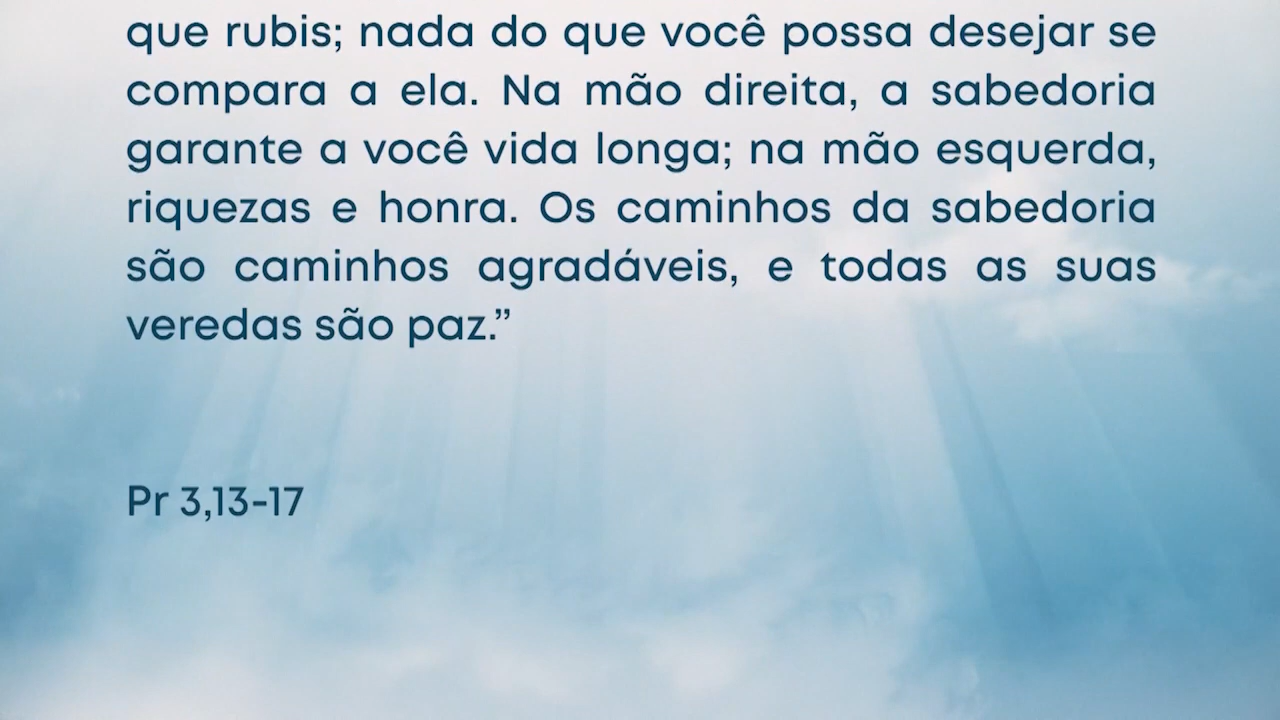 que rubis; nada do que você possa desejar se
compara a ela. Na mão direita, a sabedoria
garante a você vida longa; na mão esquerda,
riquezas e honra. Os caminhos da sabedoria
são caminhos agradáveis, e todas as suas
veredas são paz.”
Pr 3,13-17